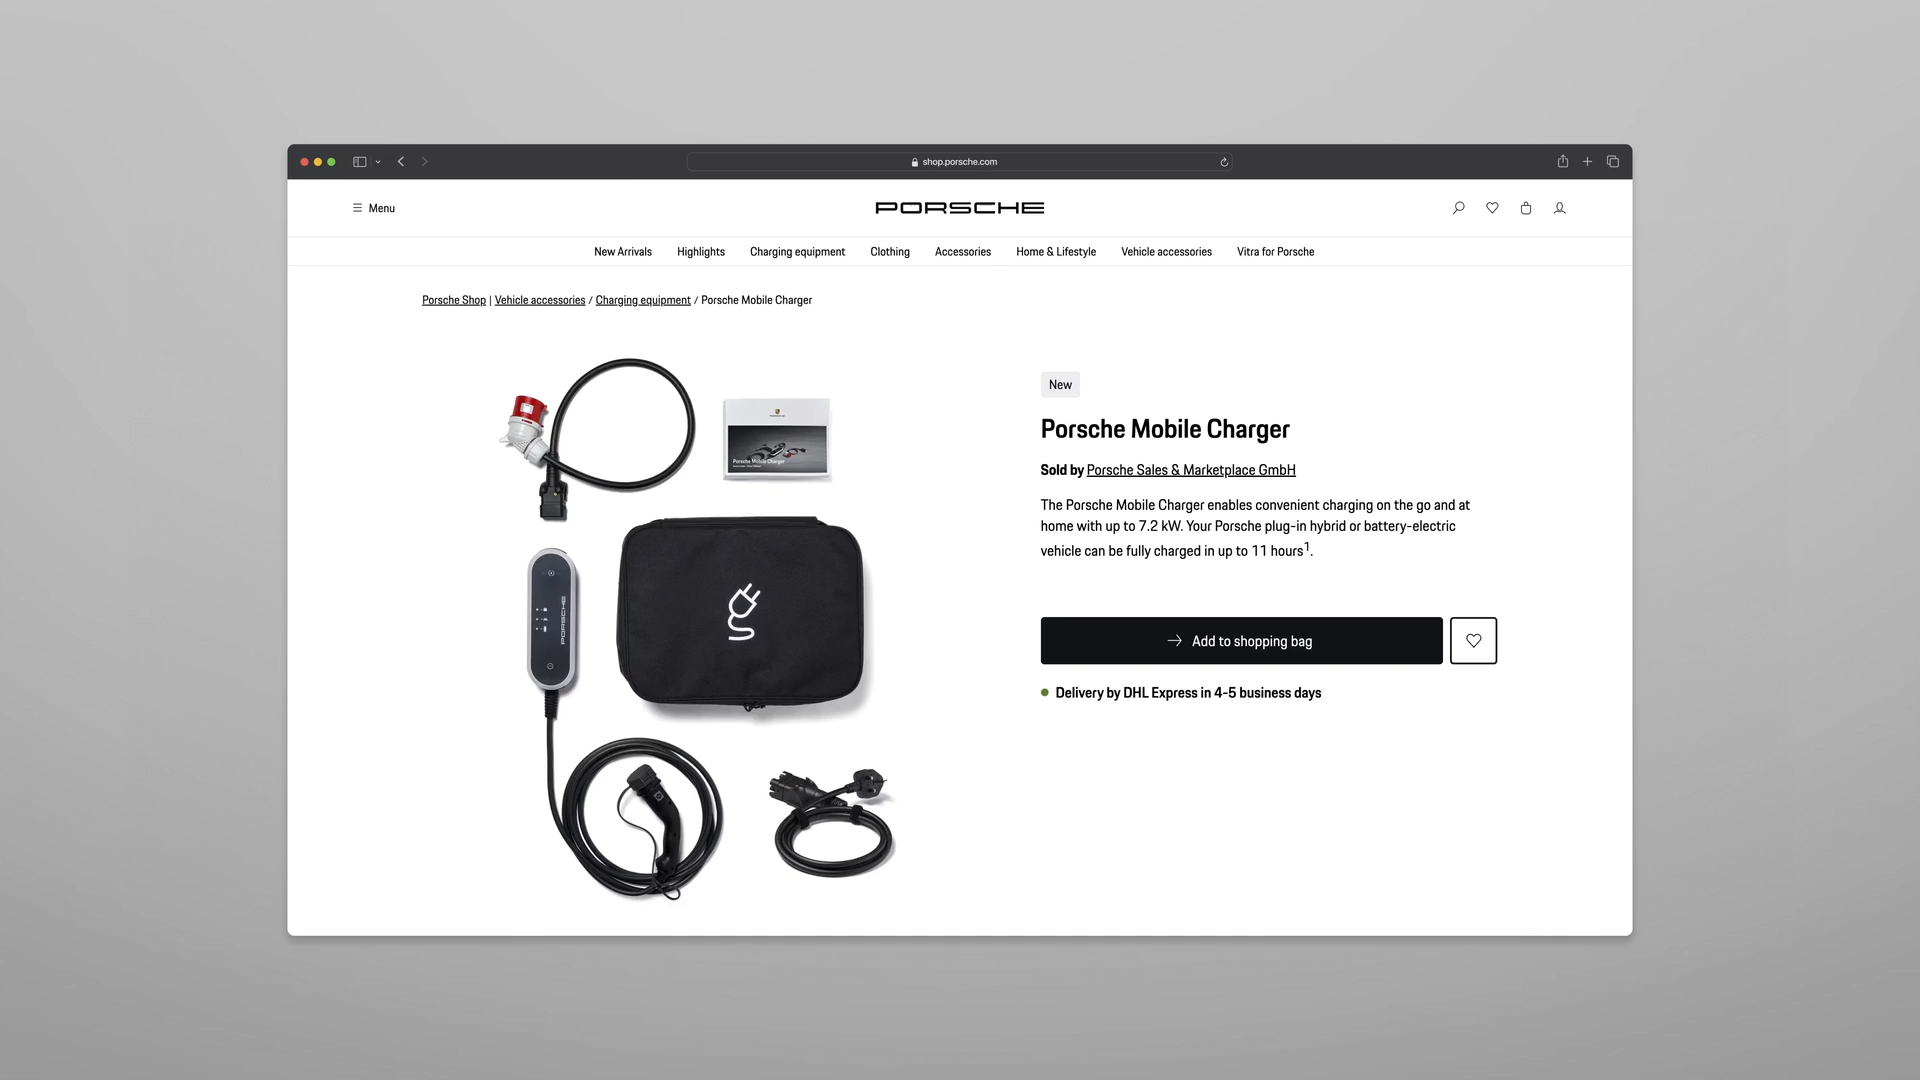 shop.porsche.com
Menu
PORSCHE
New Arrivals Highlights Charging equipment Clothing Accessories Home & Lifestyle Vehicle accessories Vitra for Porsche
Porsche Shop | Vehicle accessories / Charging equipment / Porsche Mobile Charger
New
Porsche Mobile Charger
Sold by Porsche Sales & Marketplace GmbH
The Porsche Mobile Charger enables convenient charging on the go and at
home with up to 7.2 kW. Your Porsche plug-in hybrid or battery-electric
vehicle can be fully charged in up to 11 hours¹.
Add to shopping bag
Delivery by DHL Express in 4-5 business days
Porsche Mobile Charger
PORSCHE